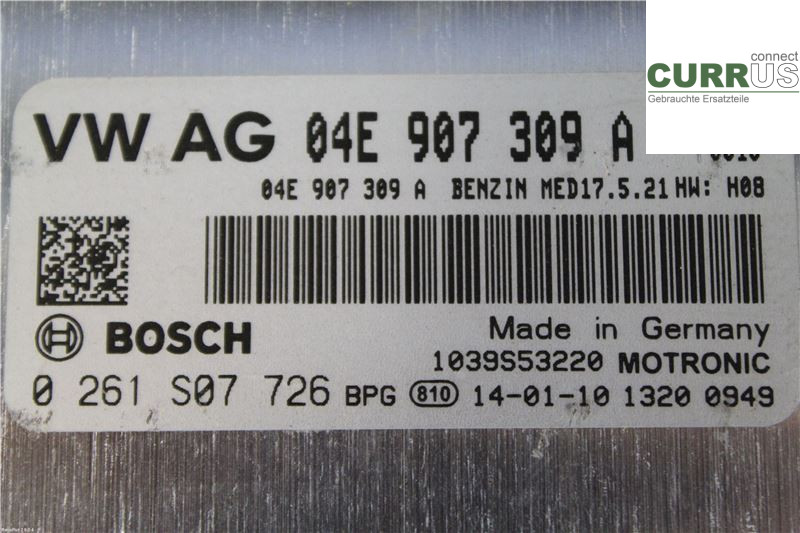 connect
CURRUS
Gebrauchte Ersatzteile
VW AG 04E 907 309 A
04E 907 309 A BENZIN MED17.5.21 HW: H08
BOSCH
Made in Germany
1039S53220 MOTRONIC
0 261 S07 726 BPG 810 14-01-10 1320 0949